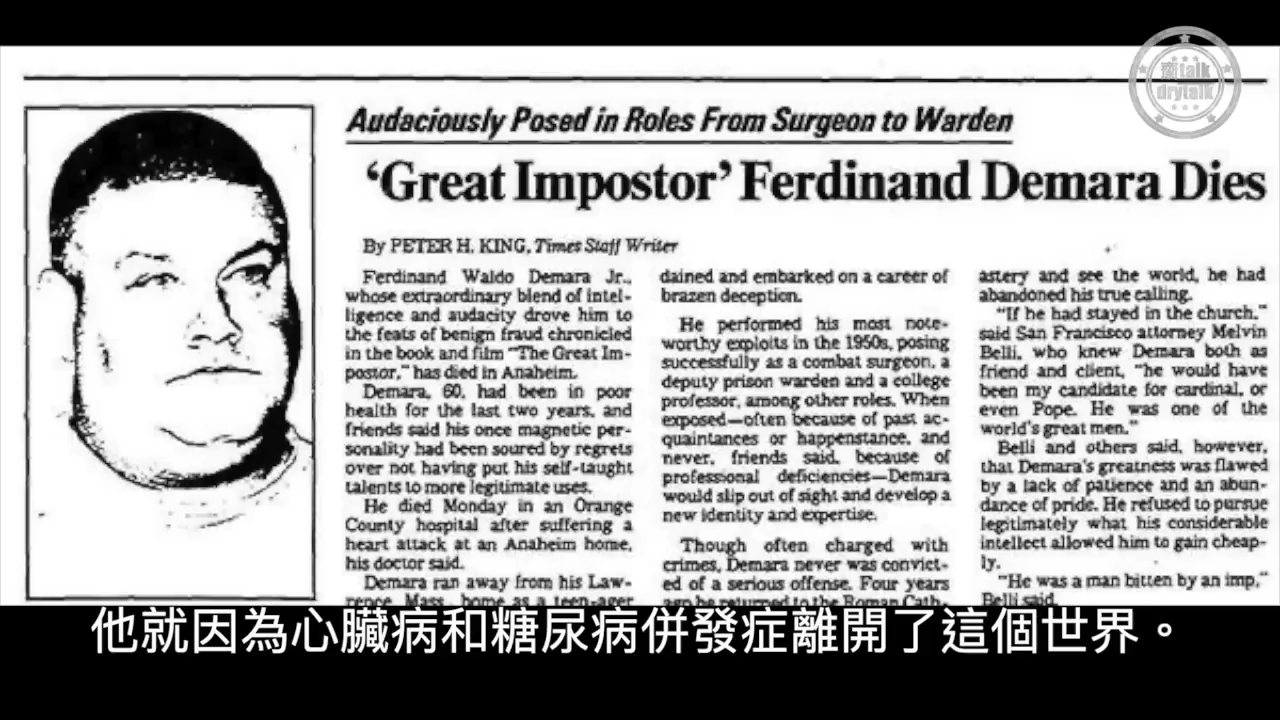 齋talk
drytalk
Audaciously Posed in Roles From Surgeon to Warden
‘Great Impostor’ Ferdinand Demara Dies
By PETER H. KING, Times Staff Writer
Ferdinand Waldo Demara Jr.,
whose extraordinary blend of intel-
ligence and audacity drove him to
the feats of benign fraud chronicled
in the book and film “The Great Im-
postor,” has died in Anaheim.
Demara, 60, had been in poor
health for the last two years, and
friends said his once magnetic per-
sonality had been soured by regrets
over not having put his self-taught
talents to more legitimate uses.
He died Monday in an Orange
County hospital after suffering a
heart attack at an Anaheim home,
his doctor said.
Demara ran away from his Law-
rence, Mass., home as a teen-ager
dained and embarked on a career of
brazen deception.
He performed his most note-
worthy exploits in the 1950s, posing
successfully as a combat surgeon, a
deputy prison warden and a college
professor, among other roles. When
exposed—often because of past ac-
quaintances or happenstance, and
never, friends said, because of
professional deficiencies—Demara
would slip out of sight and develop a
new identity and expertise.
Though often charged with
crimes, Demara never was convict-
ed of a serious offense. Four years
ago he returned to the Roman Cath-
astery and see the world, he had
abandoned his true calling.
“If he had stayed in the church,”
said San Francisco attorney Melvin
Belli, who knew Demara both as
friend and client, “he would have
been my candidate for cardinal, or
even Pope. He was one of the
world's great men.”
Belli and others said, however,
that Demara's greatness was flawed
by a lack of patience and an abun-
dance of pride. He refused to pursue
legitimately what his considerable
intellect allowed him to gain cheap-
ly.
“He was a man bitten by an imp,”
Belli said.
他就因為心臟病和糖尿病併發症離開了這個世界。